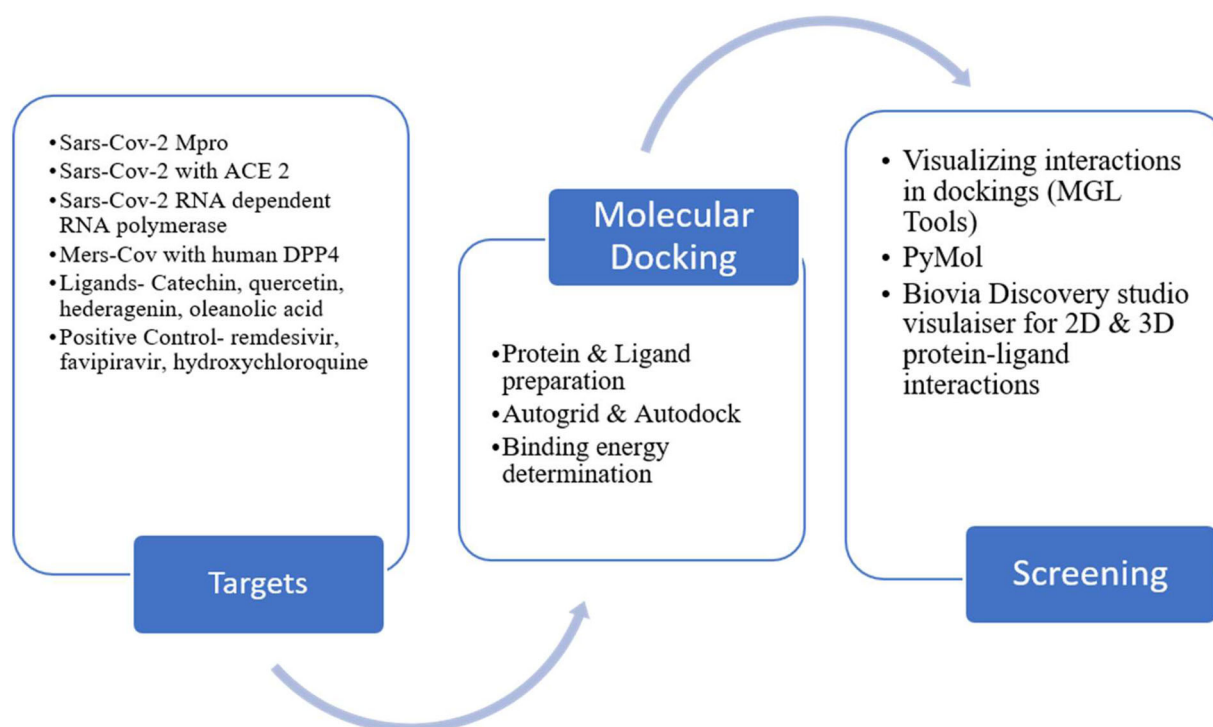 •Sars-Cov-2 Mpro
•Sars-Cov-2 with ACE 2
•Sars-Cov-2 RNA dependent
RNA polymerase
•Mers-Cov with human DPP4
•Ligands- Catechin, quercetin,
hederagenin, oleanolic acid
•Positive Control- remdesivir,
favipiravir, hydroxychloroquine
Targets
Molecular
Docking
•Protein & Ligand
preparation
•Autogrid & Autodock
•Binding energy
determination
• Visualizing interactions
in dockings (MGL
Tools)
• PyMol
• Biovia Discovery studio
visulaiser for 2D & 3D
protein-ligand
interactions
Screening